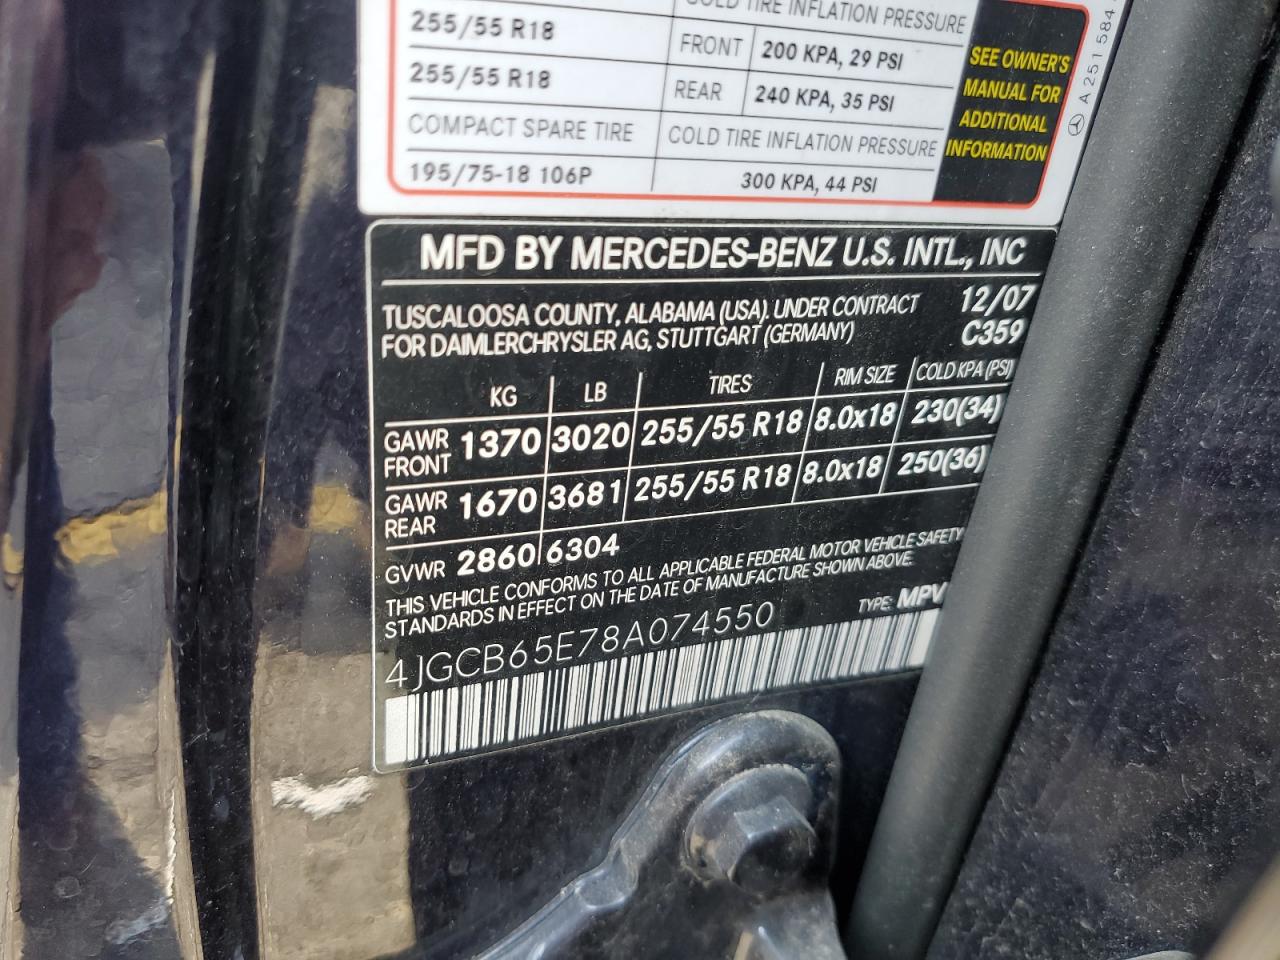 COLD TIRE INFLATION PRESSURE
255/55 R18 FRONT 200 KPA, 29 PSI
255/55 R18 REAR 240 KPA, 35 PSI
COMPACT SPARE TIRE COLD TIRE INFLATION PRESSURE
195/75-18 106P 300 KPA, 44 PSI
SEE OWNER'S
MANUAL FOR
ADDITIONAL
INFORMATION
A 251 584
MFD BY MERCEDES-BENZ U.S. INTL., INC
TUSCALOOSA COUNTY, ALABAMA (USA). UNDER CONTRACT 12/07
FOR DAIMLERCHRYSLER AG, STUTTGART (GERMANY) C359
KG LB TIRES RIM SIZE COLD KPA (PSI)
GAWR FRONT 1370 3020 255/55 R18 8.0x18 230(34)
GAWR REAR 1670 3681 255/55 R18 8.0x18 250(36)
GVWR 2860 6304
THIS VEHICLE CONFORMS TO ALL APPLICABLE FEDERAL MOTOR VEHICLE SAFETY
STANDARDS IN EFFECT ON THE DATE OF MANUFACTURE SHOWN ABOVE.
4JGCB65E78A074550 TYPE: MPV